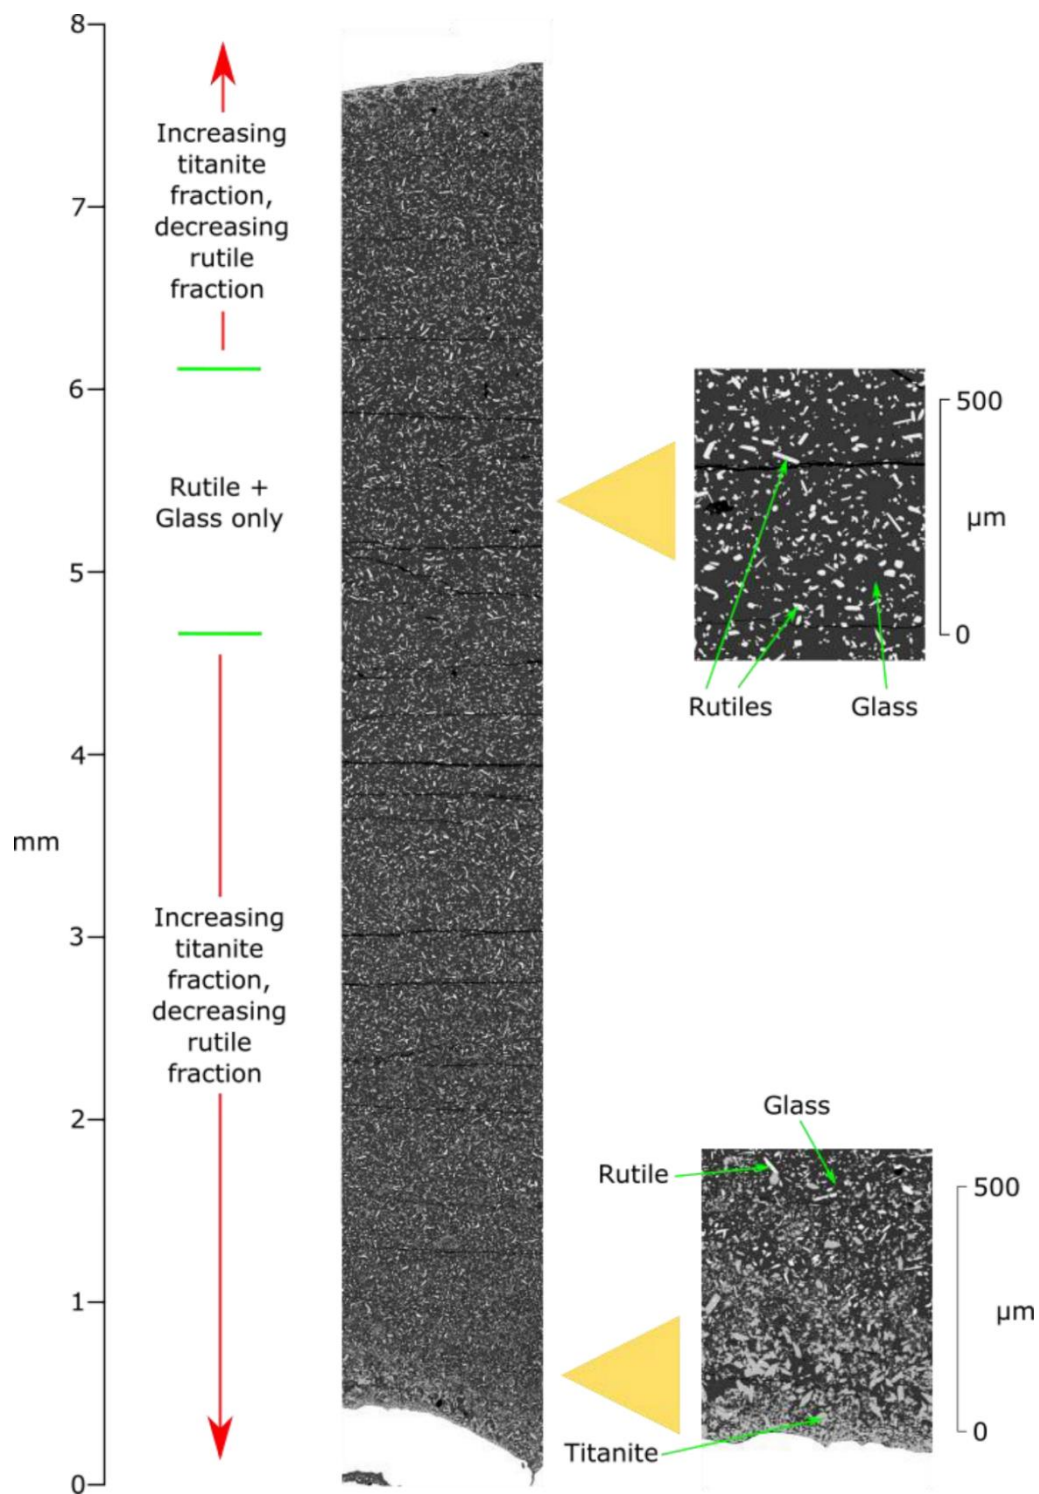 8
Increasing
titanite
fraction,
decreasing
rutile
fraction
7
6
Rutile +
Glass only
5
4
mm
3
Increasing
titanite
fraction,
decreasing
rutile
fraction
2
1
0
500
µm
0
Rutiles
Glass
Glass
Rutile
500
µm
0
Titanite